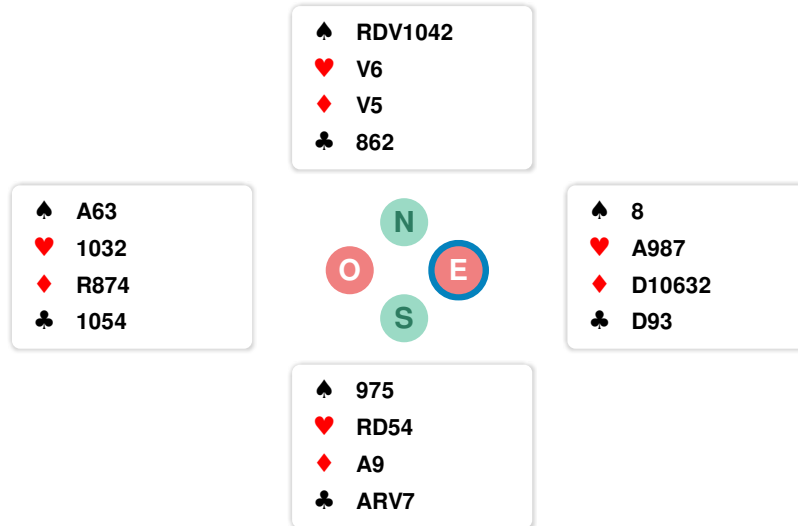 ♠ RDV1042
♥ V6
♦ V5
♣ 862
♠ A63
♥ 1032
♦ R874
♣ 1054
N
O E
S
♠ 8
♥ A987
♦ D10632
♣ D93
♠ 975
♥ RD54
♦ A9
♣ ARV7